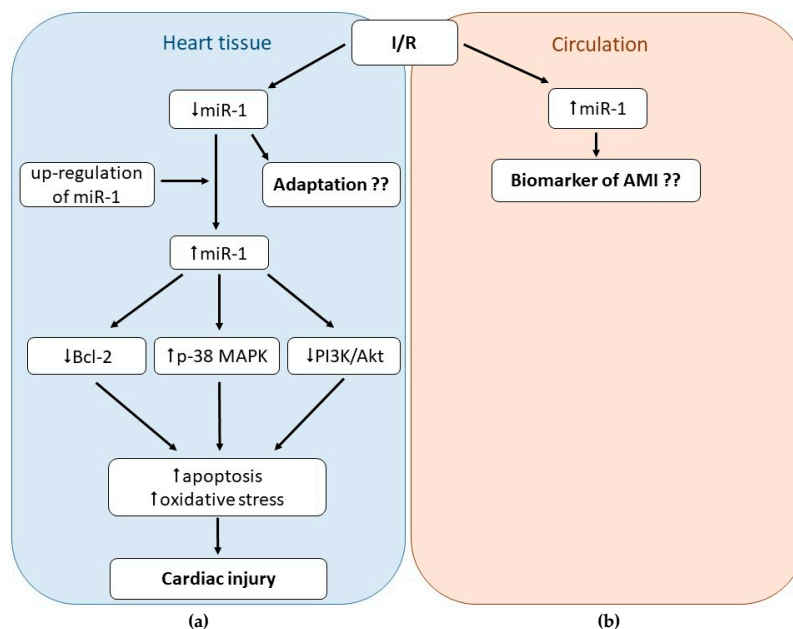 Heart tissue
I/R
Circulation
↓miR-1
↑miR-1
up-regulation
of miR-1
Adaptation ??
Biomarker of AMI ??
↑miR-1
↓Bcl-2
↑p-38 MAPK
↓PI3K/Akt
↑apoptosis
↑oxidative stress
Cardiac injury
(a)
(b)